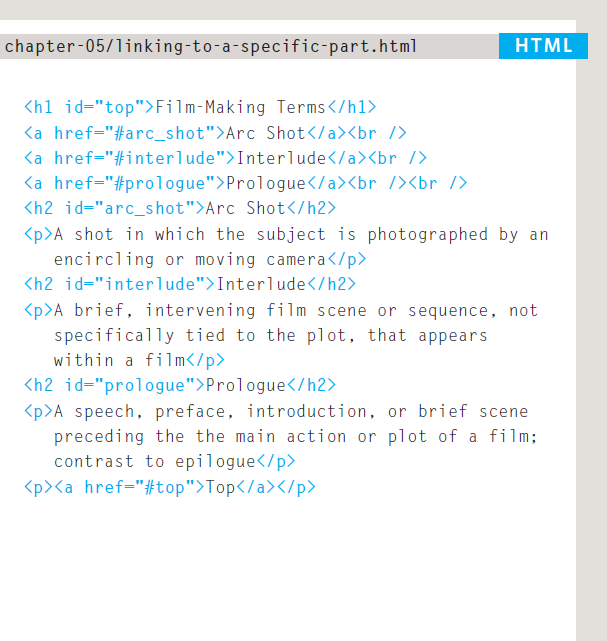 chapter-05/linking-to-a-specific-part.html HTML
<h1 id="top">Film-Making Terms</h1>
<a href="#arc_shot">Arc Shot</a><br />
<a href="#interlude">Interlude</a><br />
<a href="#prologue">Prologue</a><br /><br />
<h2 id="arc_shot">Arc Shot</h2>
<p>A shot in which the subject is photographed by an
encircling or moving camera</p>
<h2 id="interlude">Interlude</h2>
<p>A brief, intervening film scene or sequence, not
specifically tied to the plot, that appears
within a film</p>
<h2 id="prologue">Prologue</h2>
<p>A speech, preface, introduction, or brief scene
preceding the the main action or plot of a film;
contrast to epilogue</p>
<p><a href="#top">Top</a></p>